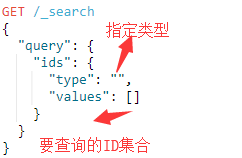 GET /_search
指定类型
{
  "query": {
    "ids": {
      "type": "",
      "values": []
    }
  }
要查询的ID集合
}